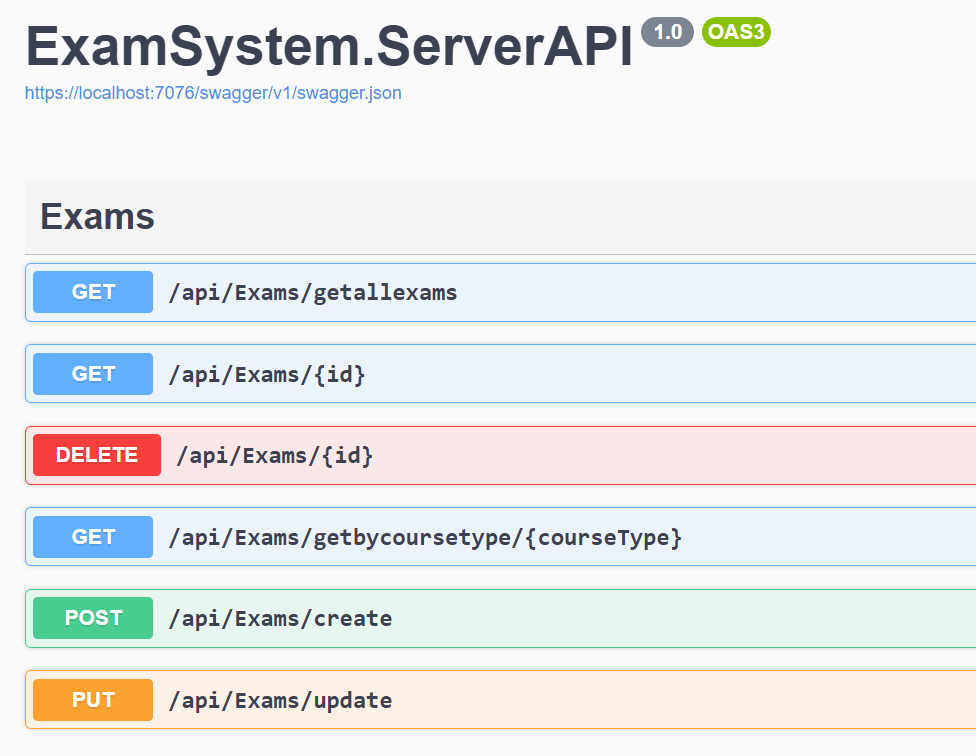 ExamSystem.ServerAPI 1.0 OAS3
https://localhost:7076/swagger/v1/swagger.json
Exams
GET /api/Exams/getallexams
GET /api/Exams/{id}
DELETE /api/Exams/{id}
GET /api/Exams/getbycoursetype/{courseType}
POST /api/Exams/create
PUT /api/Exams/update